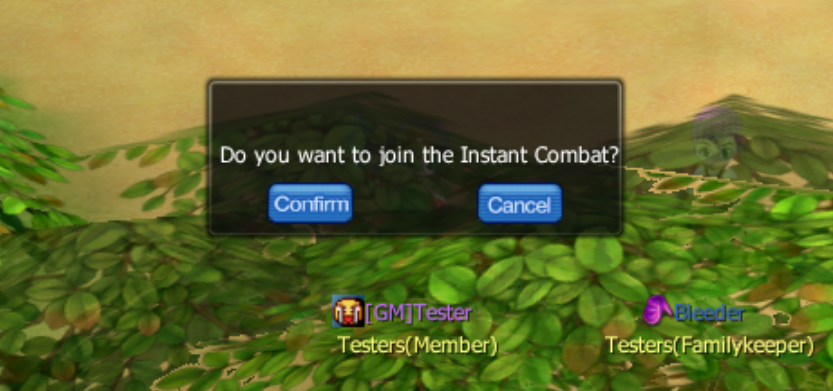 Do you want to join the Instant Combat?
Confirm Cancel
[GM]Tester Bleeder
Testers(Member) Testers(Familykeeper)